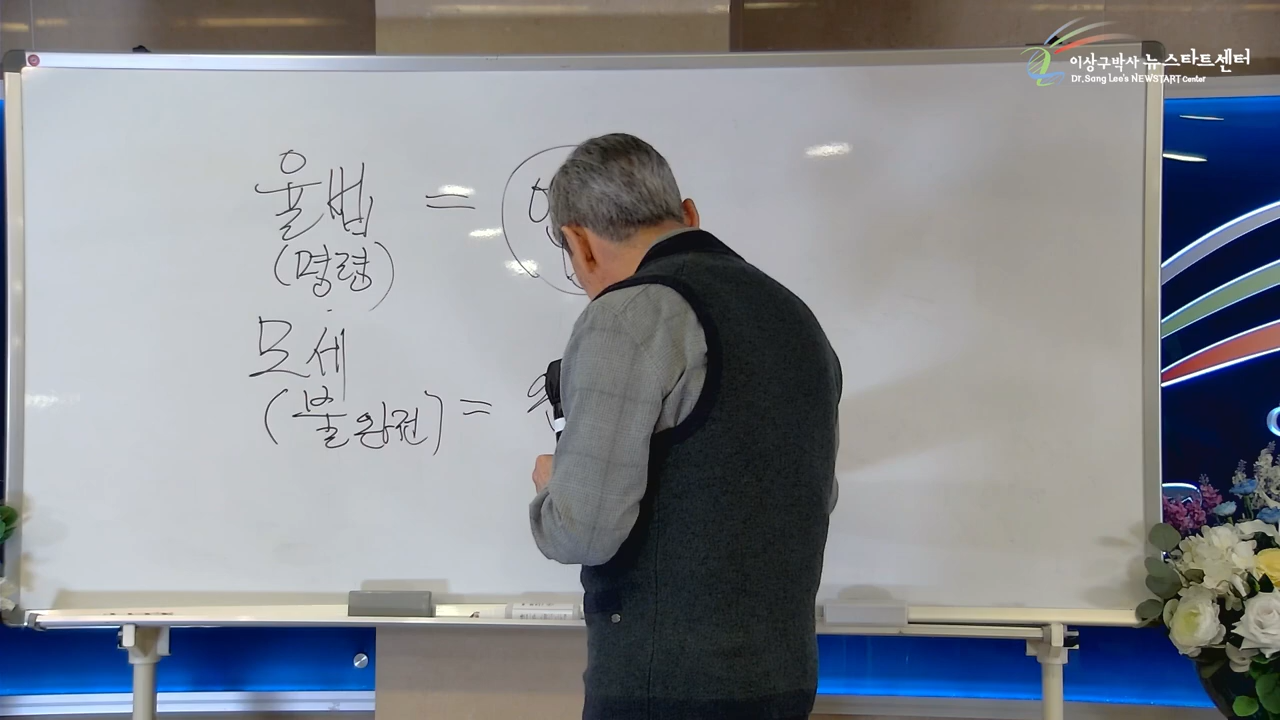 이상구박사 뉴스타트센터
Dr. Sang Lee's NEWSTART Center
율법 =
(명령)
모세
(불완전) =